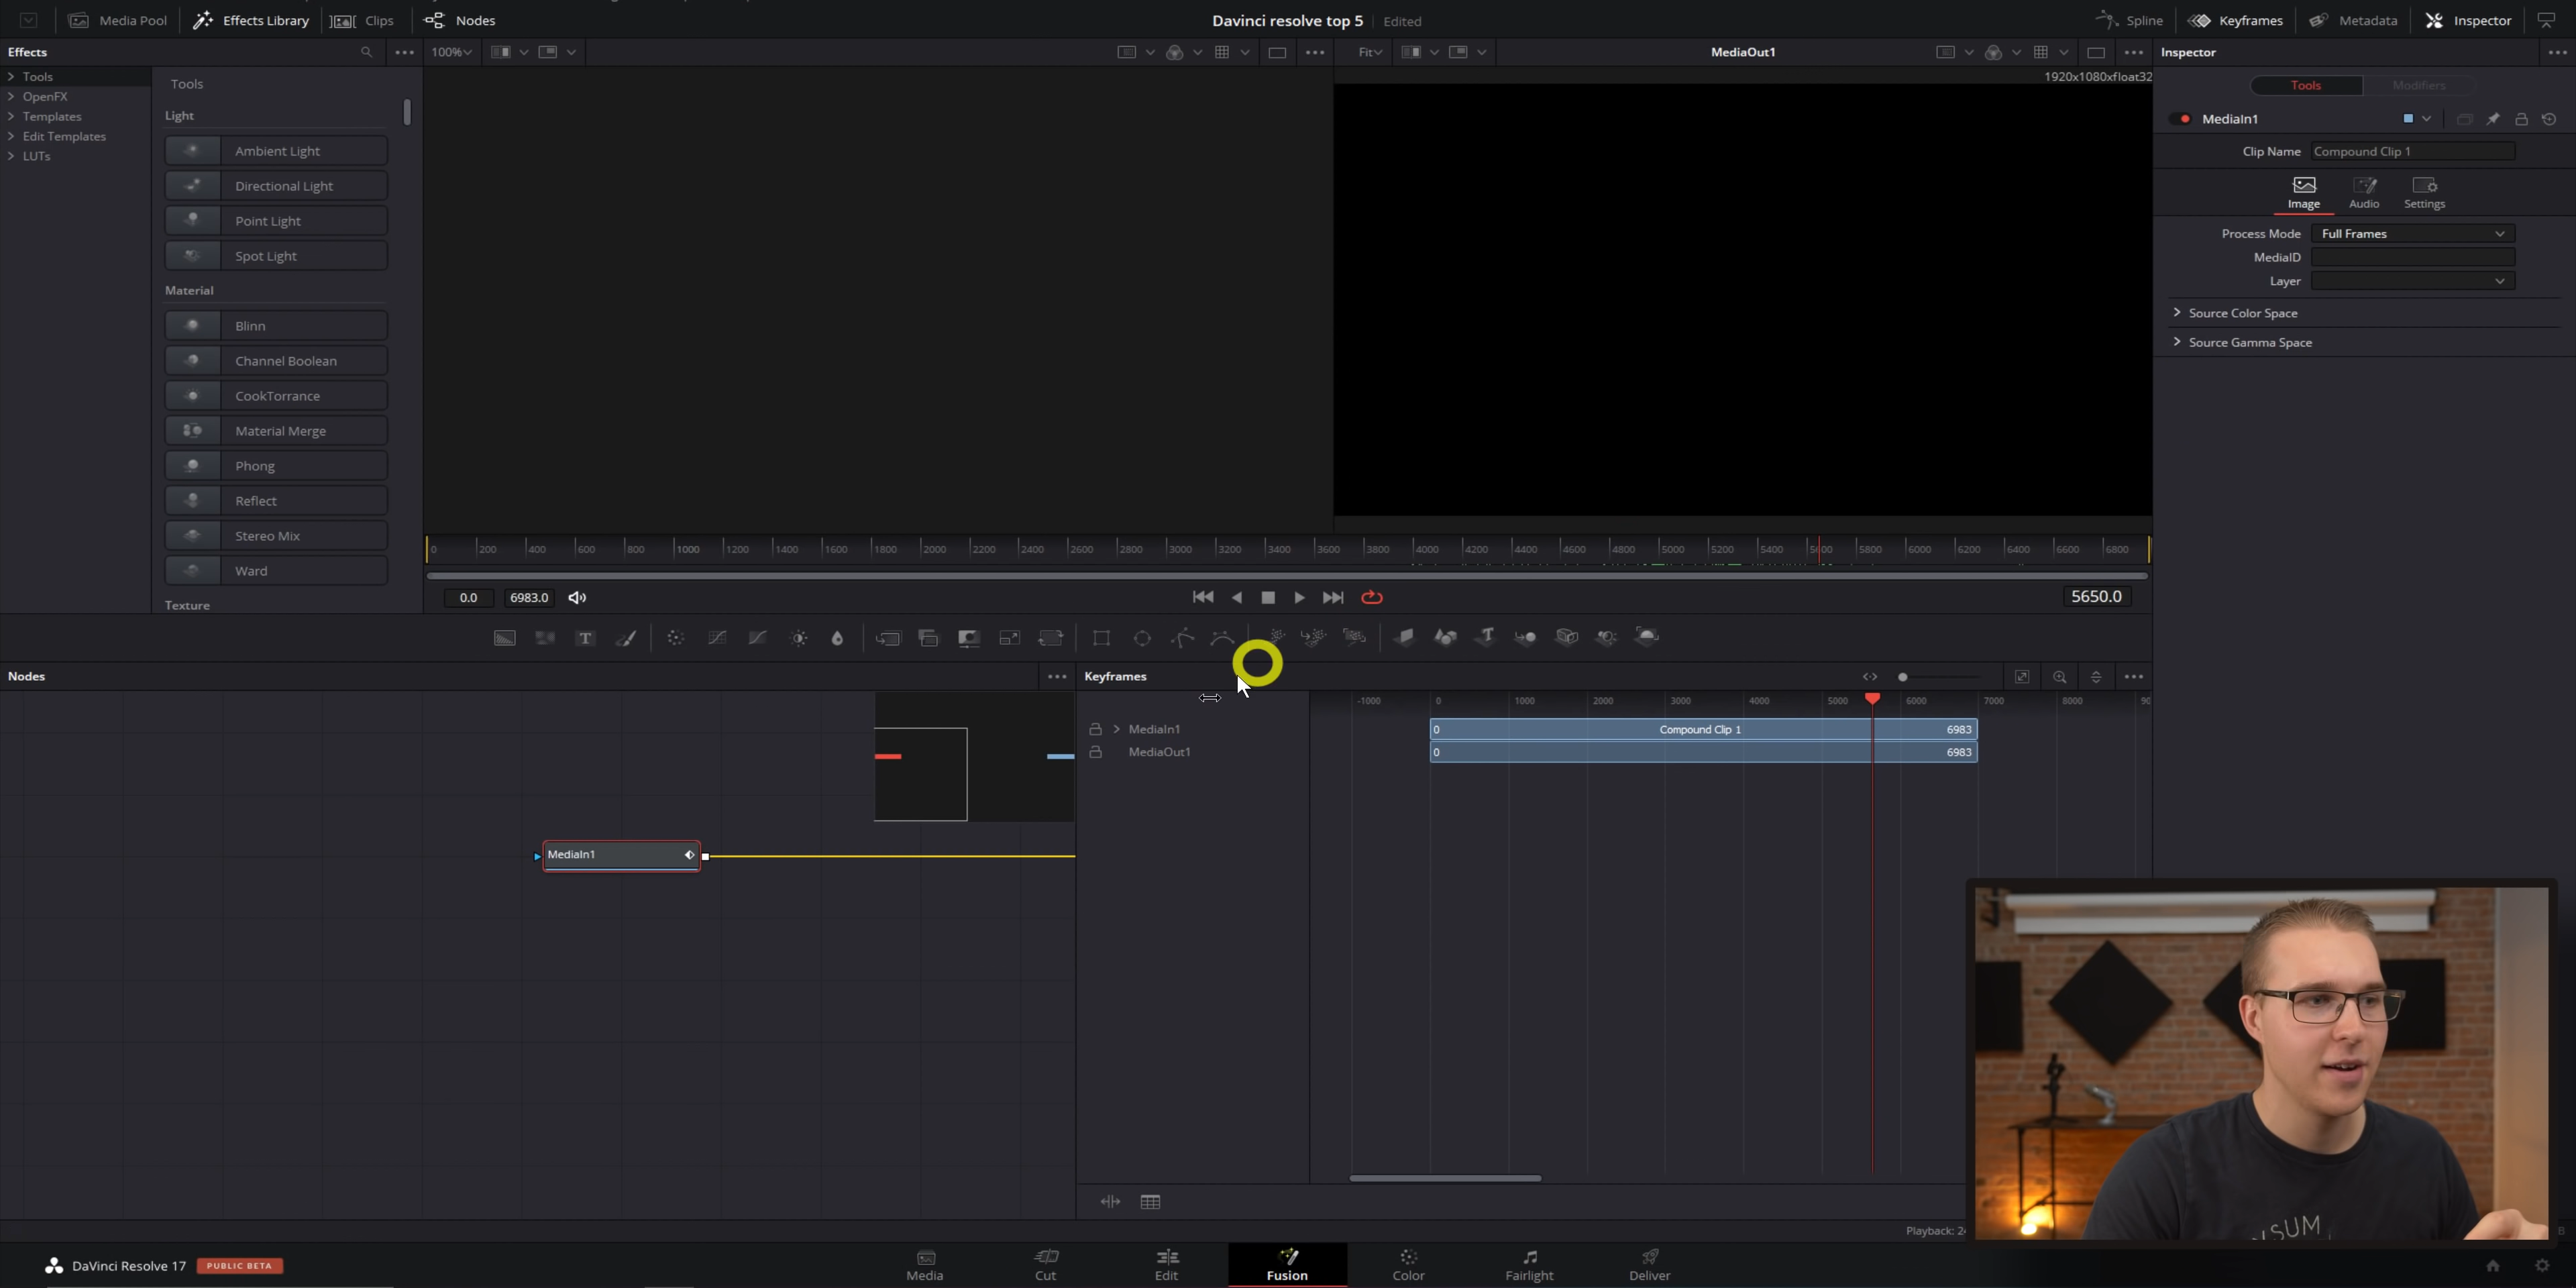 Media Pool
Effects Library
Clips
Nodes
Davinci resolve top 5
Edited
Spline
Keyframes
Metadata
Inspector
Effects
100%
Fit
MediaOut1
Inspector
1920x1080xfloat32
Tools
OpenFX
Templates
Edit Templates
LUTs
Tools
Light
Ambient Light
Directional Light
Point Light
Spot Light
Material
Blinn
Channel Boolean
CookTorrance
Material Merge
Phong
Reflect
Stereo Mix
Ward
Texture
Tools
Modifiers
MediaIn1
Clip Name Compound Clip 1
Image
Audio
Settings
Process Mode Full Frames
MediaID
Layer
Source Color Space
Source Gamma Space
0 200 400 600 800 1000 1200 1400 1600 1800 2000 2200 2400 2600 2800 3000 3200 3400 3600 3800 4000 4200 4400 4600 4800 5000 5200 5400 5600 5800 6000 6200 6400 6600 6800
0.0 6983.0
5650.0
Nodes
MediaIn1
Keyframes
-1000 0 1000 2000 3000 4000 5000 6000 7000 8000
MediaIn1
0 Compound Clip 1 6983
MediaOut1
0 6983
Playback:
DaVinci Resolve 17
PUBLIC BETA
Media
Cut
Edit
Fusion
Color
Fairlight
Deliver